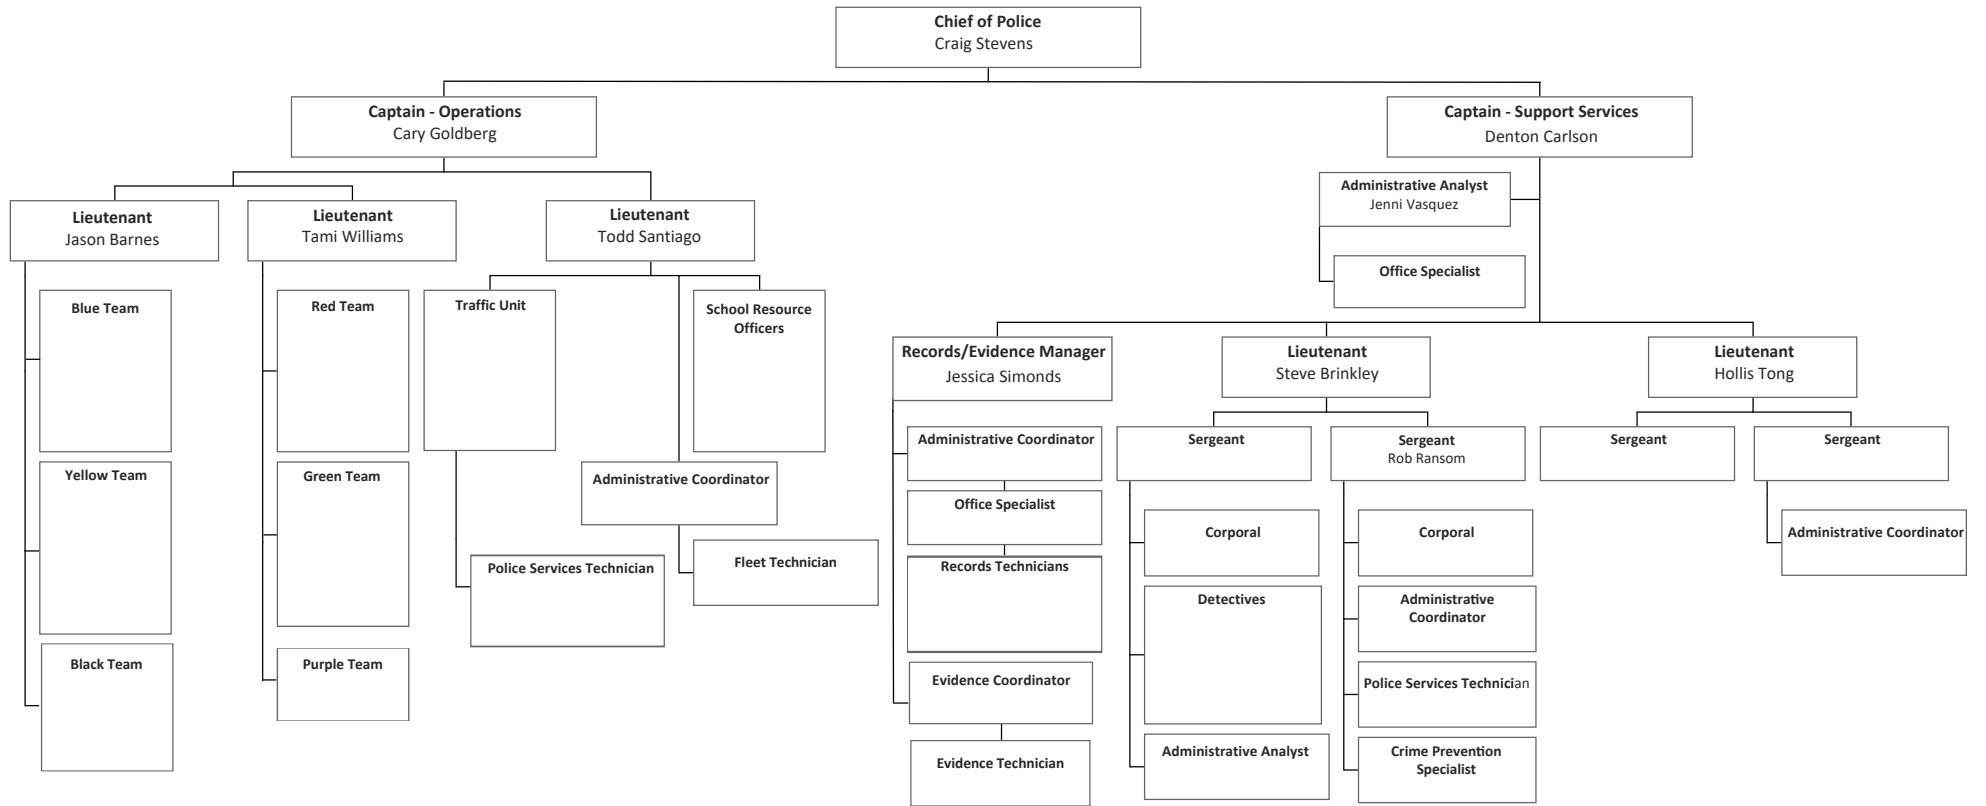 Chief of Police
Craig Stevens
Captain - Operations
Cary Goldberg
Captain - Support Services
Denton Carlson
Administrative Analyst
Jenni Vasquez
Office Specialist
Lieutenant
Jason Barnes
Lieutenant
Tami Williams
Lieutenant
Todd Santiago
Blue Team
Yellow Team
Black Team
Red Team
Green Team
Purple Team
Traffic Unit
Police Services Technician
Administrative Coordinator
Fleet Technician
School Resource
Officers
Records/Evidence Manager
Jessica Simonds
Administrative Coordinator
Office Specialist
Records Technicians
Evidence Coordinator
Evidence Technician
Lieutenant
Steve Brinkley
Sergeant
Corporal
Detectives
Administrative Analyst
Sergeant
Rob Ransom
Corporal
Administrative
Coordinator
Police Services Technician
Crime Prevention
Specialist
Lieutenant
Hollis Tong
Sergeant
Sergeant
Administrative Coordinator